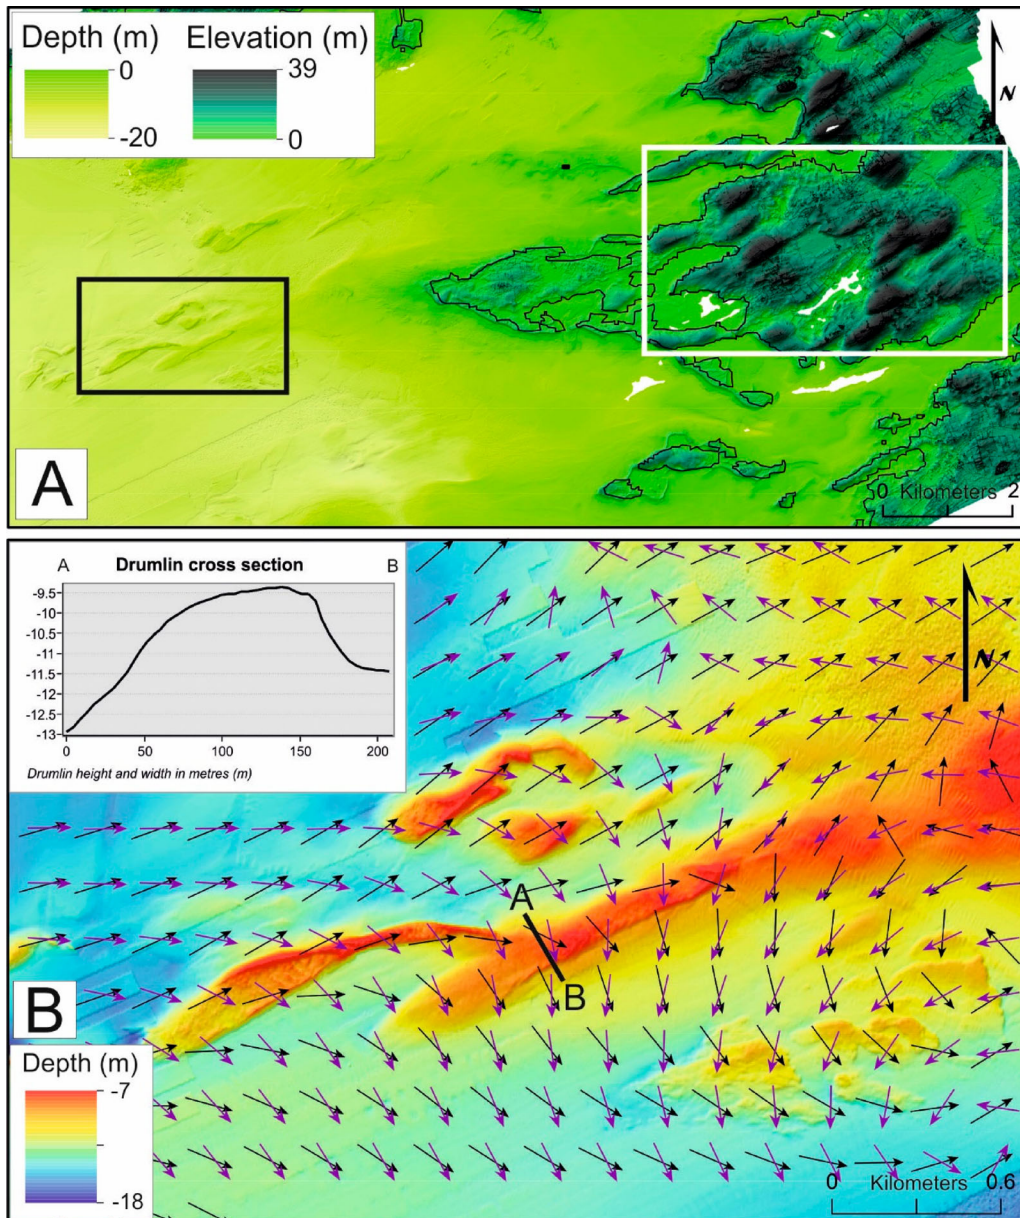 Depth (m)
0
-20
Elevation (m)
39
0
N
A
0 Kilometers 2
A Drumlin cross section B
-9.5
-10
-10.5
-11
-11.5
-12
-12.5
-13
0 50 100 150 200
Drumlin height and width in metres (m)
N
A
B
B
Depth (m)
-7
-18
0 Kilometers 0.6